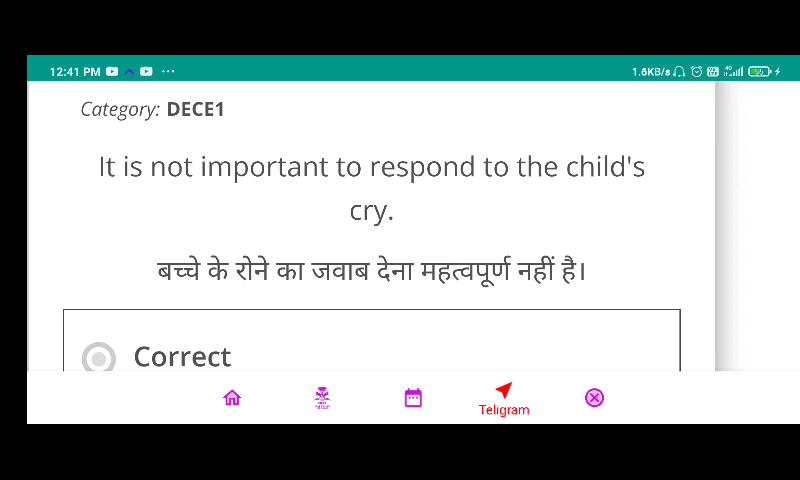 12:41 PM ... 1.6KB/s
Category: DECE1
It is not important to respond to the child's
cry.
बच्चे के रोने का जवाब देना महत्वपूर्ण नहीं है।
Correct
Teligram